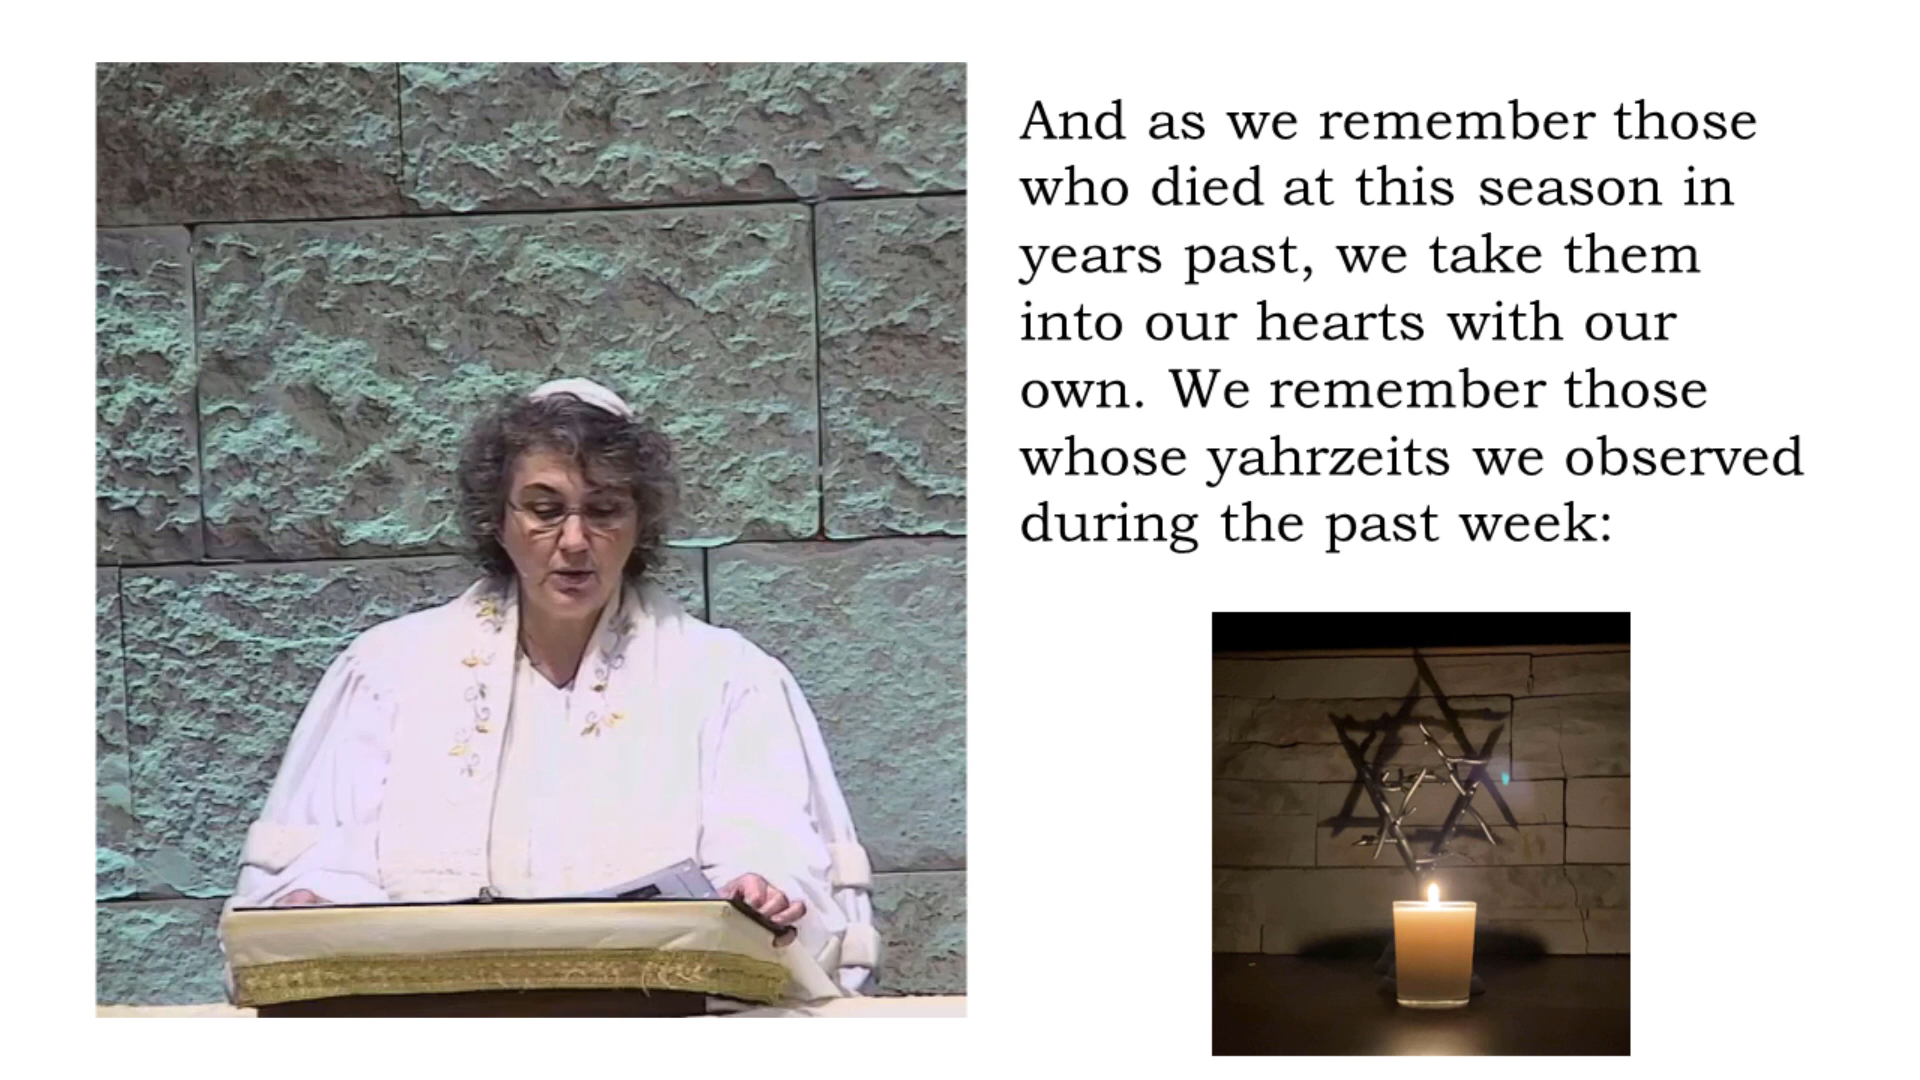 And as we remember those
who died at this season in
years past, we take them
into our hearts with our
own. We remember those
whose yahrzeits we observed
during the past week: